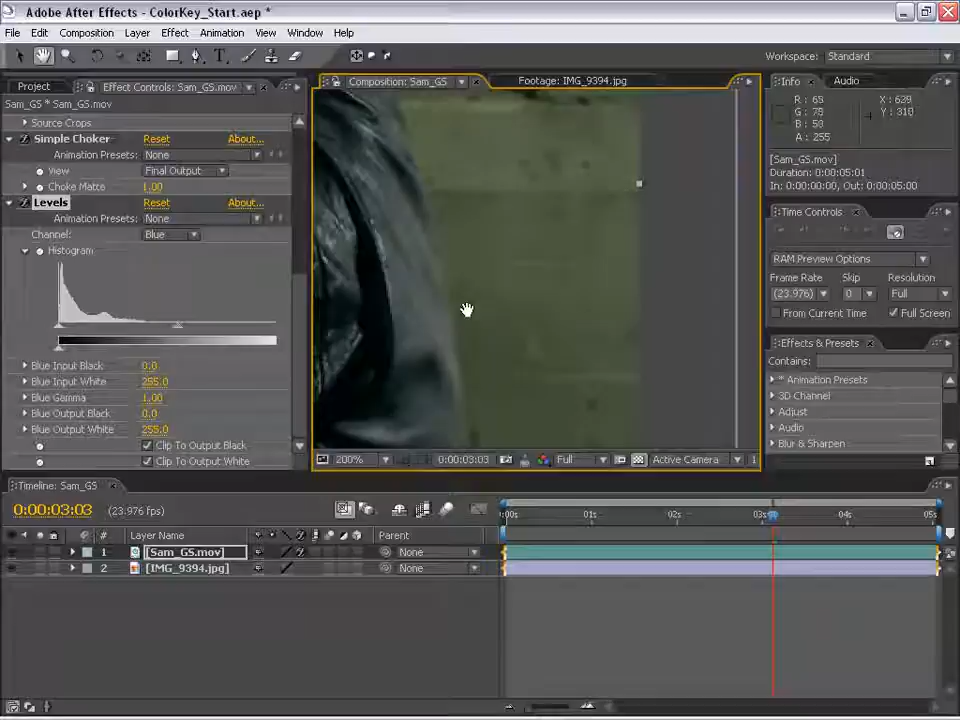 Adobe After Effects - ColorKey_Start.aep *
File Edit Composition Layer Effect Animation View Window Help
Workspace: Standard
Project Effect Controls: Sam_GS.mov
Composition: Sam_GS Footage: IMG_9394.jpg
Info Audio
Sam_GS * Sam_GS.mov
Source Crops
Simple Choker Reset About...
Animation Presets: None
View Final Output
Choke Matte 1.00
Levels Reset About...
Animation Presets: None
Channel: Blue
Histogram
Blue Input Black 0.0
Blue Input White 255.0
Blue Gamma 1.00
Blue Output Black 0.0
Blue Output White 255.0
Clip To Output Black
Clip To Output White
A : 255
[Sam_GS.mov]
Duration: 0:00:05:01
In: 0:00:00:00, Out: 0:00:05:00
Time Controls
RAM Preview Options
Frame Rate Skip Resolution
(23.976) 0 Full
From Current Time Full Screen
Effects & Presets
Contains:
* Animation Presets
3D Channel
Adjust
Audio
Blur & Sharpen
200% 0:00:03:03 Full Active Camera 1
Timeline: Sam_GS
0:00:03:03 (23.976 fps)
:00s 01s 02s 03s 04s 05s
# Layer Name Parent
1 [Sam_GS.mov] None
2 [IMG_9394.jpg] None